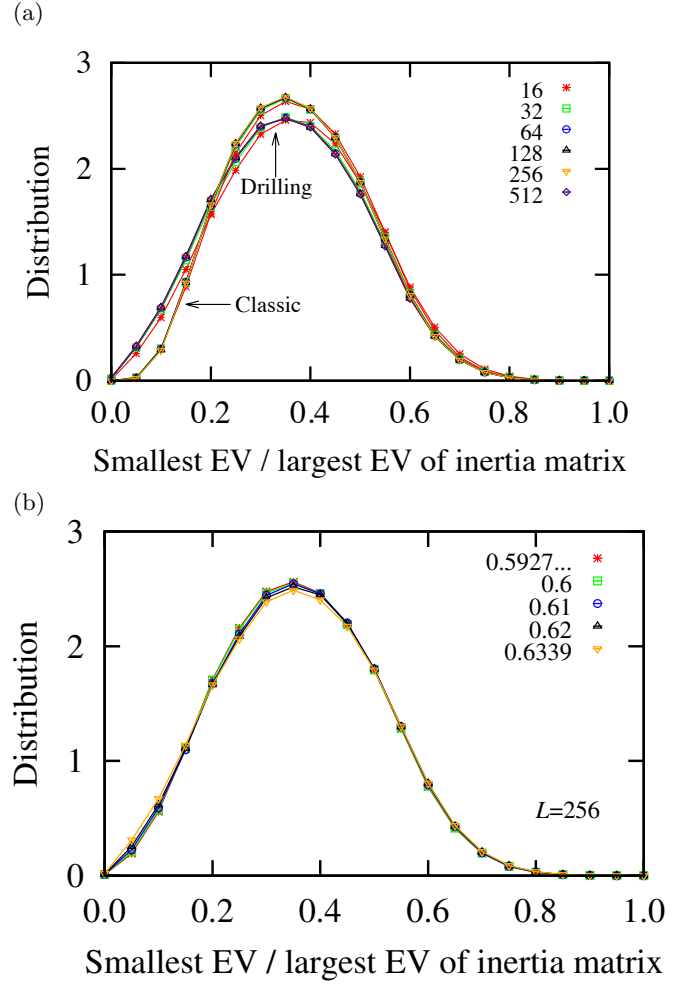 (a)
3
2
1
0
Distribution
16
32
64
128
256
512
Drilling
Classic
0.0 0.2 0.4 0.6 0.8 1.0
Smallest EV / largest EV of inertia matrix
(b)
3
2
1
0
Distribution
0.5927...
0.6
0.61
0.62
0.6339
L=256
0.0 0.2 0.4 0.6 0.8 1.0
Smallest EV / largest EV of inertia matrix